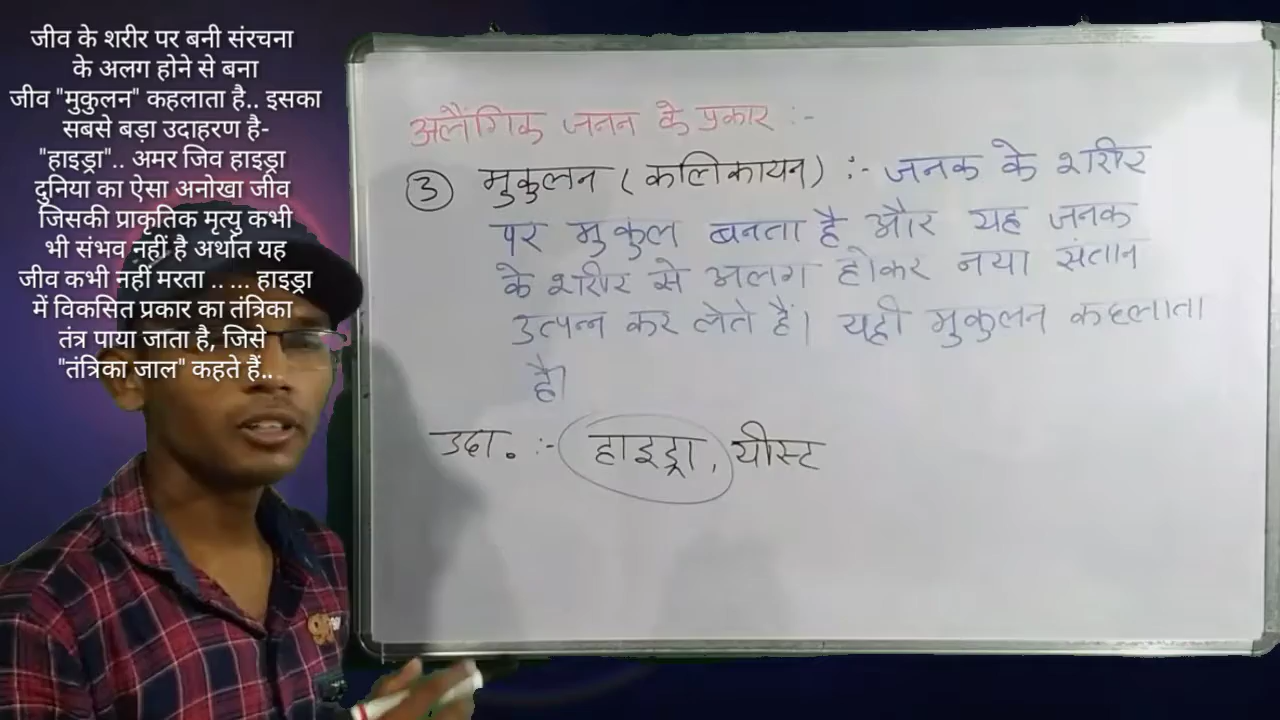 जीव के शरीर पर बनी संरचना
के अलग होने से बना
जीव "मुकुलन" कहलाता है.. इसका
सबसे बड़ा उदाहरण है-
"हाइड्रा".. अमर जिव हाइड्रा
दुनिया का ऐसा अनोखा जीव
जिसकी प्राकृतिक मृत्यु कभी
भी संभव नहीं है अर्थात यह
जीव कभी नहीं मरता .. ... हाइड्रा
में विकसित प्रकार का तंत्रिका
तंत्र पाया जाता है, जिसे
"तंत्रिका जाल" कहते हैं..
अलैंगिक जनन के प्रकार :-
③ मुकुलन (कलिकायन) :- जनक के शरीर
पर मुकुल बनता है और यह जनक
के शरीर से अलग होकर नया संतान
उत्पन्न कर लेते हैं। यही मुकुलन कहलाता
है।
उदा. :- हाइड्रा, यीस्ट